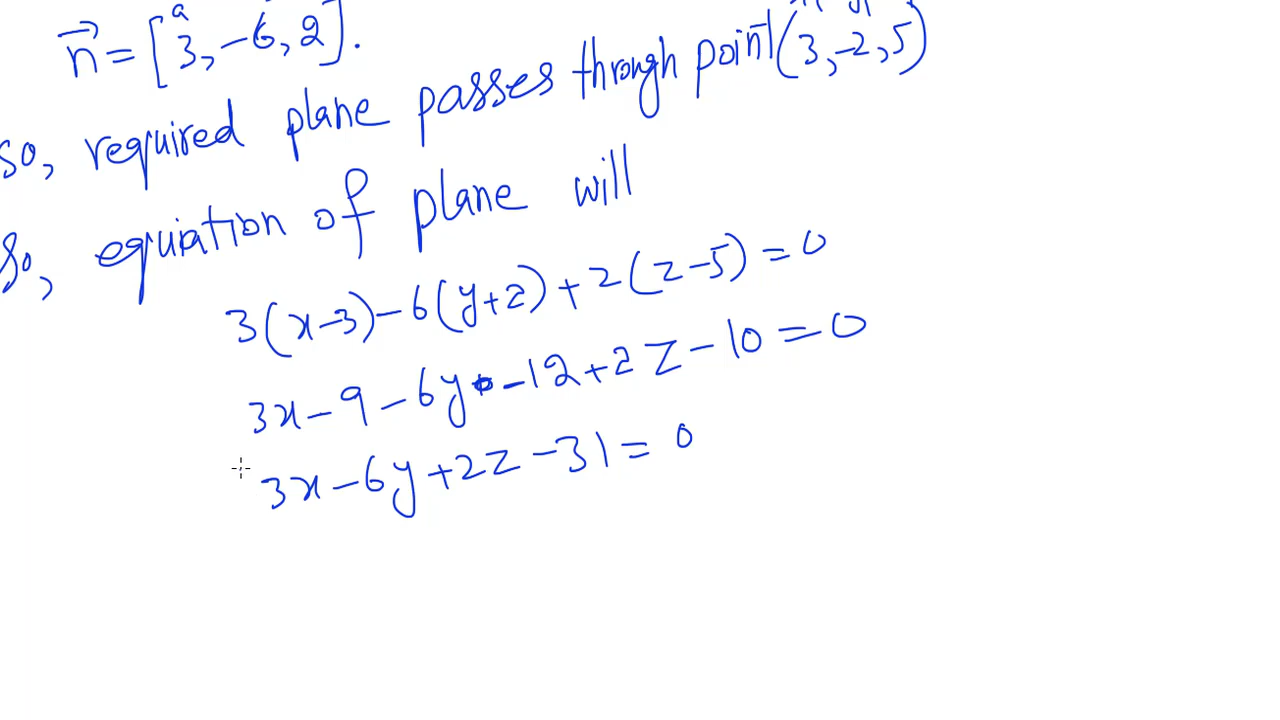 a
n⃗ = [3, -6, 2].
so, required plane passes through point (3, -2, 5)
So, equation of plane will
3(x-3)-6(y+2)+2(z-5)=0
3x-9-6y-12+2z-10=0
3x-6y+2z-31=0